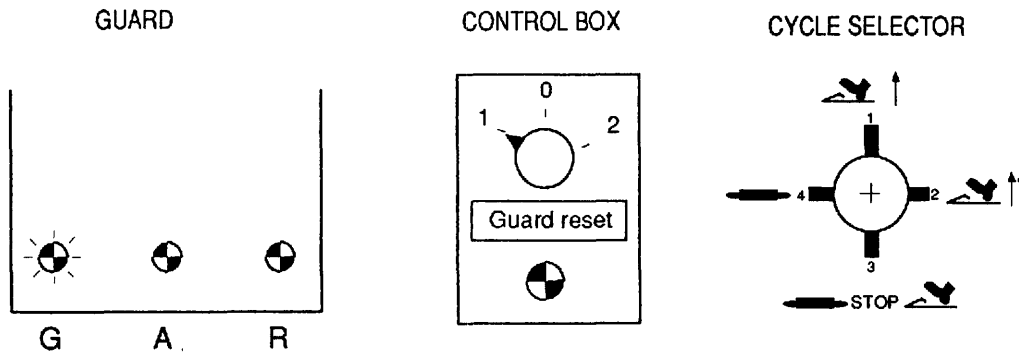 GUARD
G A R
CONTROL BOX
0
1 2
Guard reset
CYCLE SELECTOR
1
4 2
3
STOP